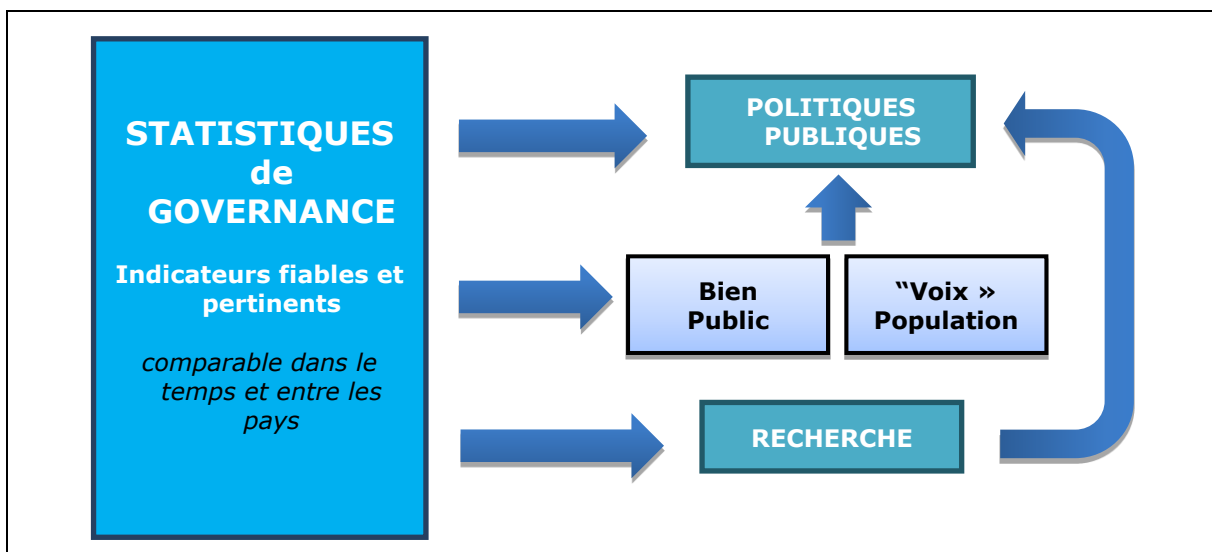 STATISTIQUES
de
GOVERNANCE
Indicateurs fiables et
pertinents
comparable dans le
temps et entre les
pays
POLITIQUES
PUBLIQUES
Bien
Public
“Voix »
Population
RECHERCHE